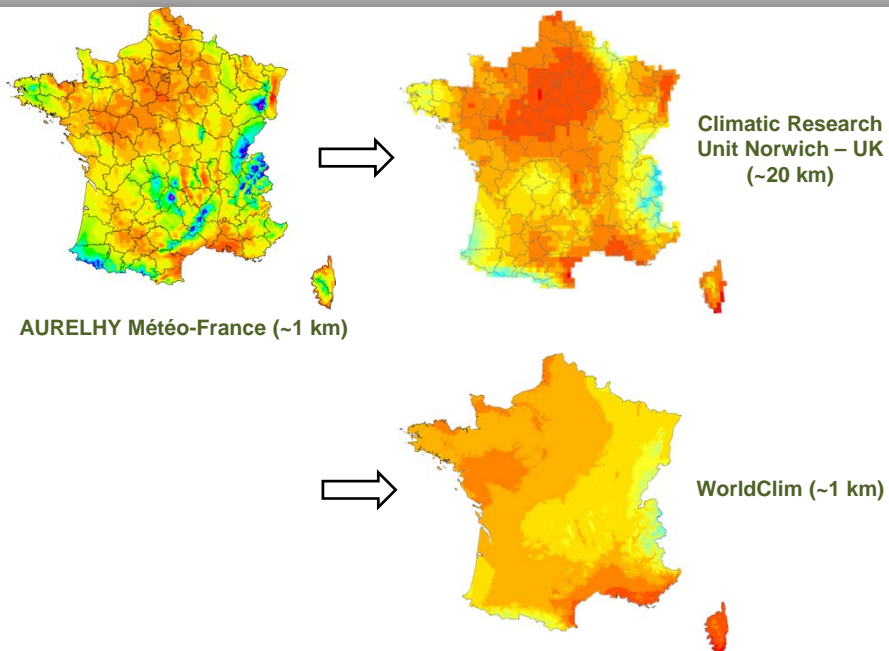 Climatic Research
Unit Norwich – UK
(~20 km)
AURELHY Météo-France (~1 km)
WorldClim (~1 km)